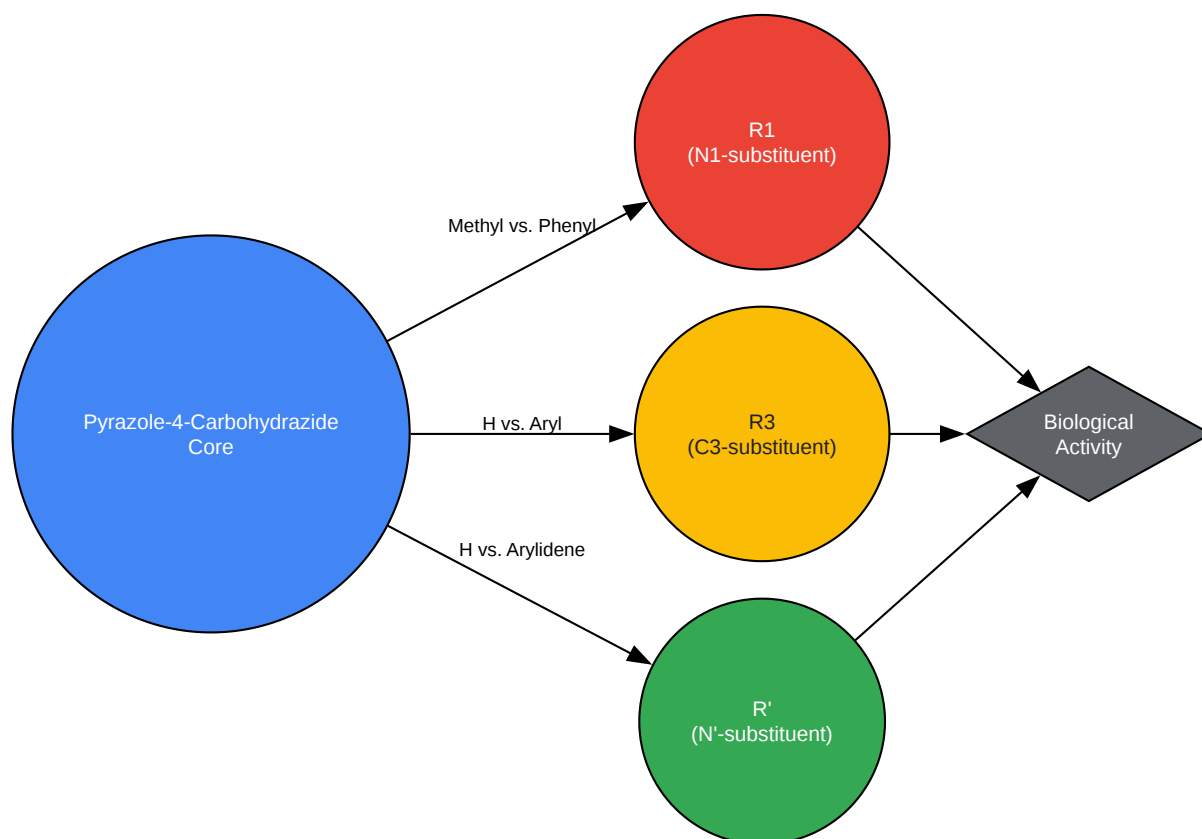 R1
(N1-substituent)
Methyl vs. Phenyl
Pyrazole-4-Carbohydrazide
Core
H vs. Aryl
R3
(C3-substituent)
Biological
Activity
H vs. Arylidene
R'
(N'-substituent)